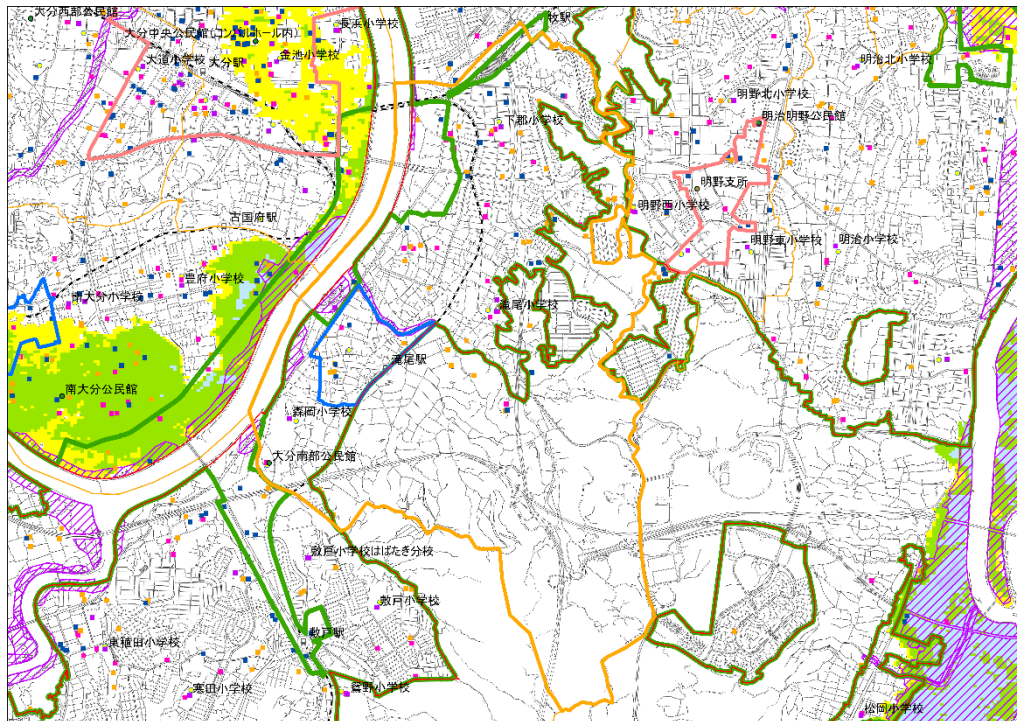 大分西部公民館
長浜小学校
牧駅
大分中央公民館(コンパルホール内)
金池小学校
大道小学校
大分駅
明治北小学校
明野北小学校
明治明野公民館
下郡小学校
明野支所
明野西小学校
古国府駅
明野東小学校
明治小学校
豊府小学校
南大分小学校
滝尾小学校
滝尾駅
南大分公民館
森岡小学校
大分南部公民館
敷戸小学校はばたき分校
敷戸小学校
敷戸駅
東稙田小学校
寒田小学校
鴛野小学校
松岡小学校